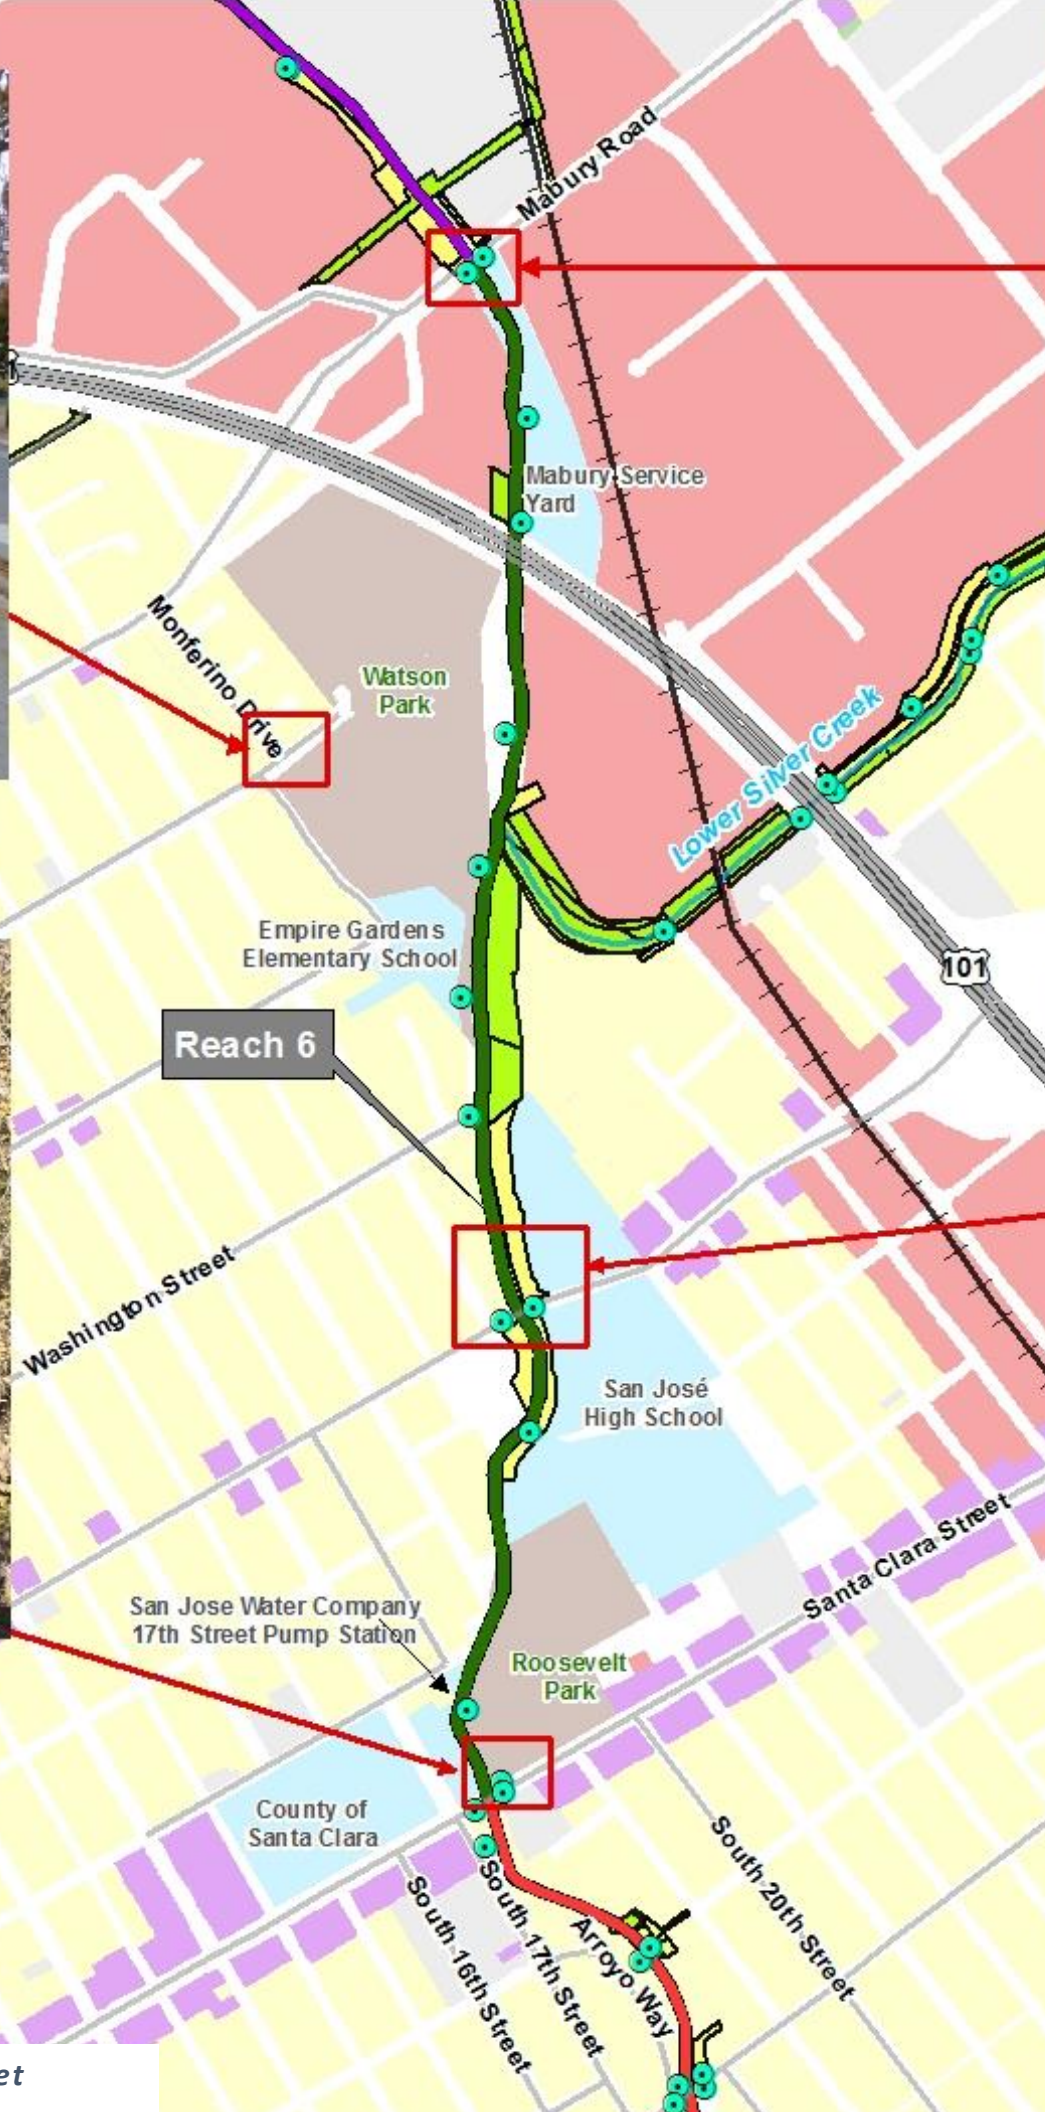 Mabury Road
Mabury Service
Yard
Monferino Drive
Watson
Park
Lower Silver Creek
Empire Gardens
Elementary School
101
Reach 6
Washington Street
San José
High School
Santa Clara Street
San Jose Water Company
17th Street Pump Station
Roosevelt
Park
County of
Santa Clara
South 16th Street
South 17th Street
Arroyo Way
South 20th Street
et